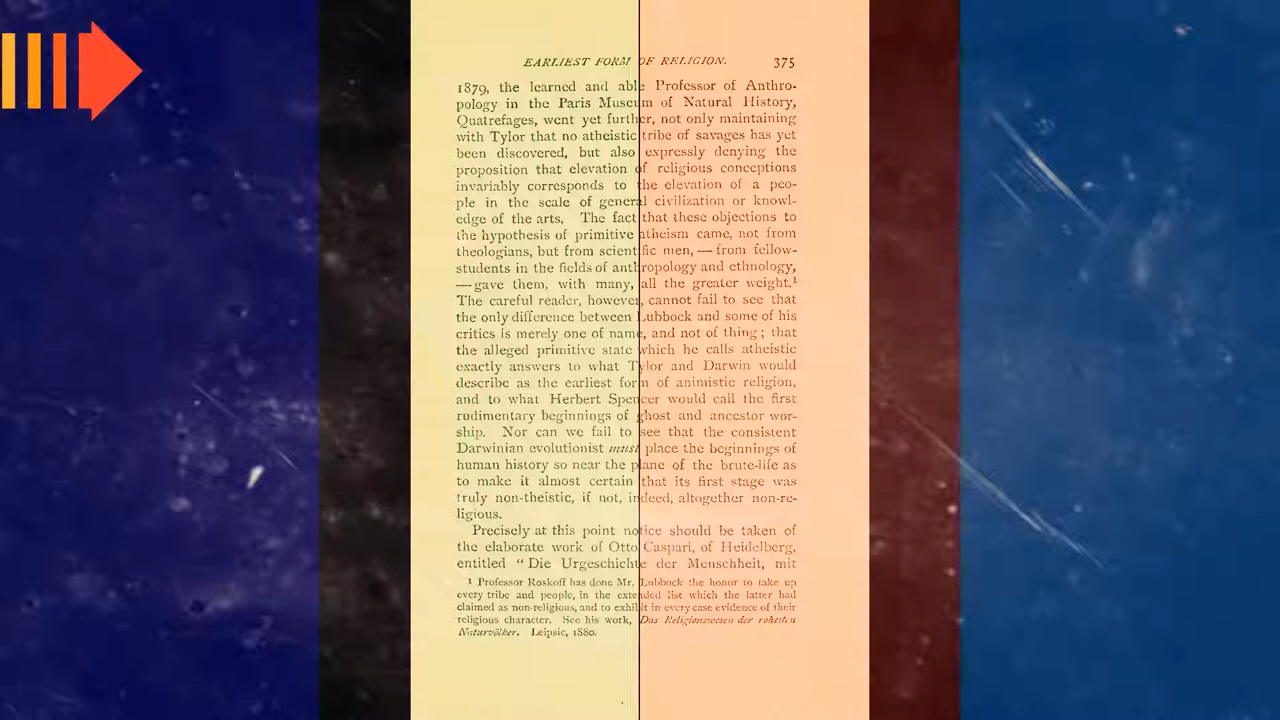 EARLIEST FORM OF RELIGION. 375
1879, the learned and able Professor of Anthro-
pology in the Paris Museum of Natural History,
Quatrefages, went yet further, not only maintaining
with Tylor that no atheistic tribe of savages has yet
been discovered, but also expressly denying the
proposition that elevation of religious conceptions
invariably corresponds to the elevation of a peo-
ple in the scale of general civilization or knowl-
edge of the arts. The fact that these objections to
the hypothesis of primitive atheism came, not from
theologians, but from scientific men, — from fellow-
students in the fields of anthropology and ethnology,
— gave them, with many, all the greater weight.¹
The careful reader, however, cannot fail to see that
the only difference between Lubbock and some of his
critics is merely one of name, and not of thing; that
the alleged primitive state which he calls atheistic
exactly answers to what Tylor and Darwin would
describe as the earliest form of animistic religion,
and to what Herbert Spencer would call the first
rudimentary beginnings of ghost and ancestor wor-
ship. Nor can we fail to see that the consistent
Darwinian evolutionist must place the beginnings of
human history so near the plane of the brute-life as
to make it almost certain that its first stage was
truly non-theistic, if not, indeed, altogether non-re-
ligious.
Precisely at this point notice should be taken of
the elaborate work of Otto Caspari, of Heidelberg,
entitled "Die Urgeschichte der Menschheit, mit
¹ Professor Roskoff has done Mr. Lubbock the honor to take up
every tribe and people, in the extended list which the latter had
claimed as non-religious, and to exhibit in every case evidence of their
religious character. See his work, Das Religionswesen der rohesten
Naturvölker. Leipsic, 1880.